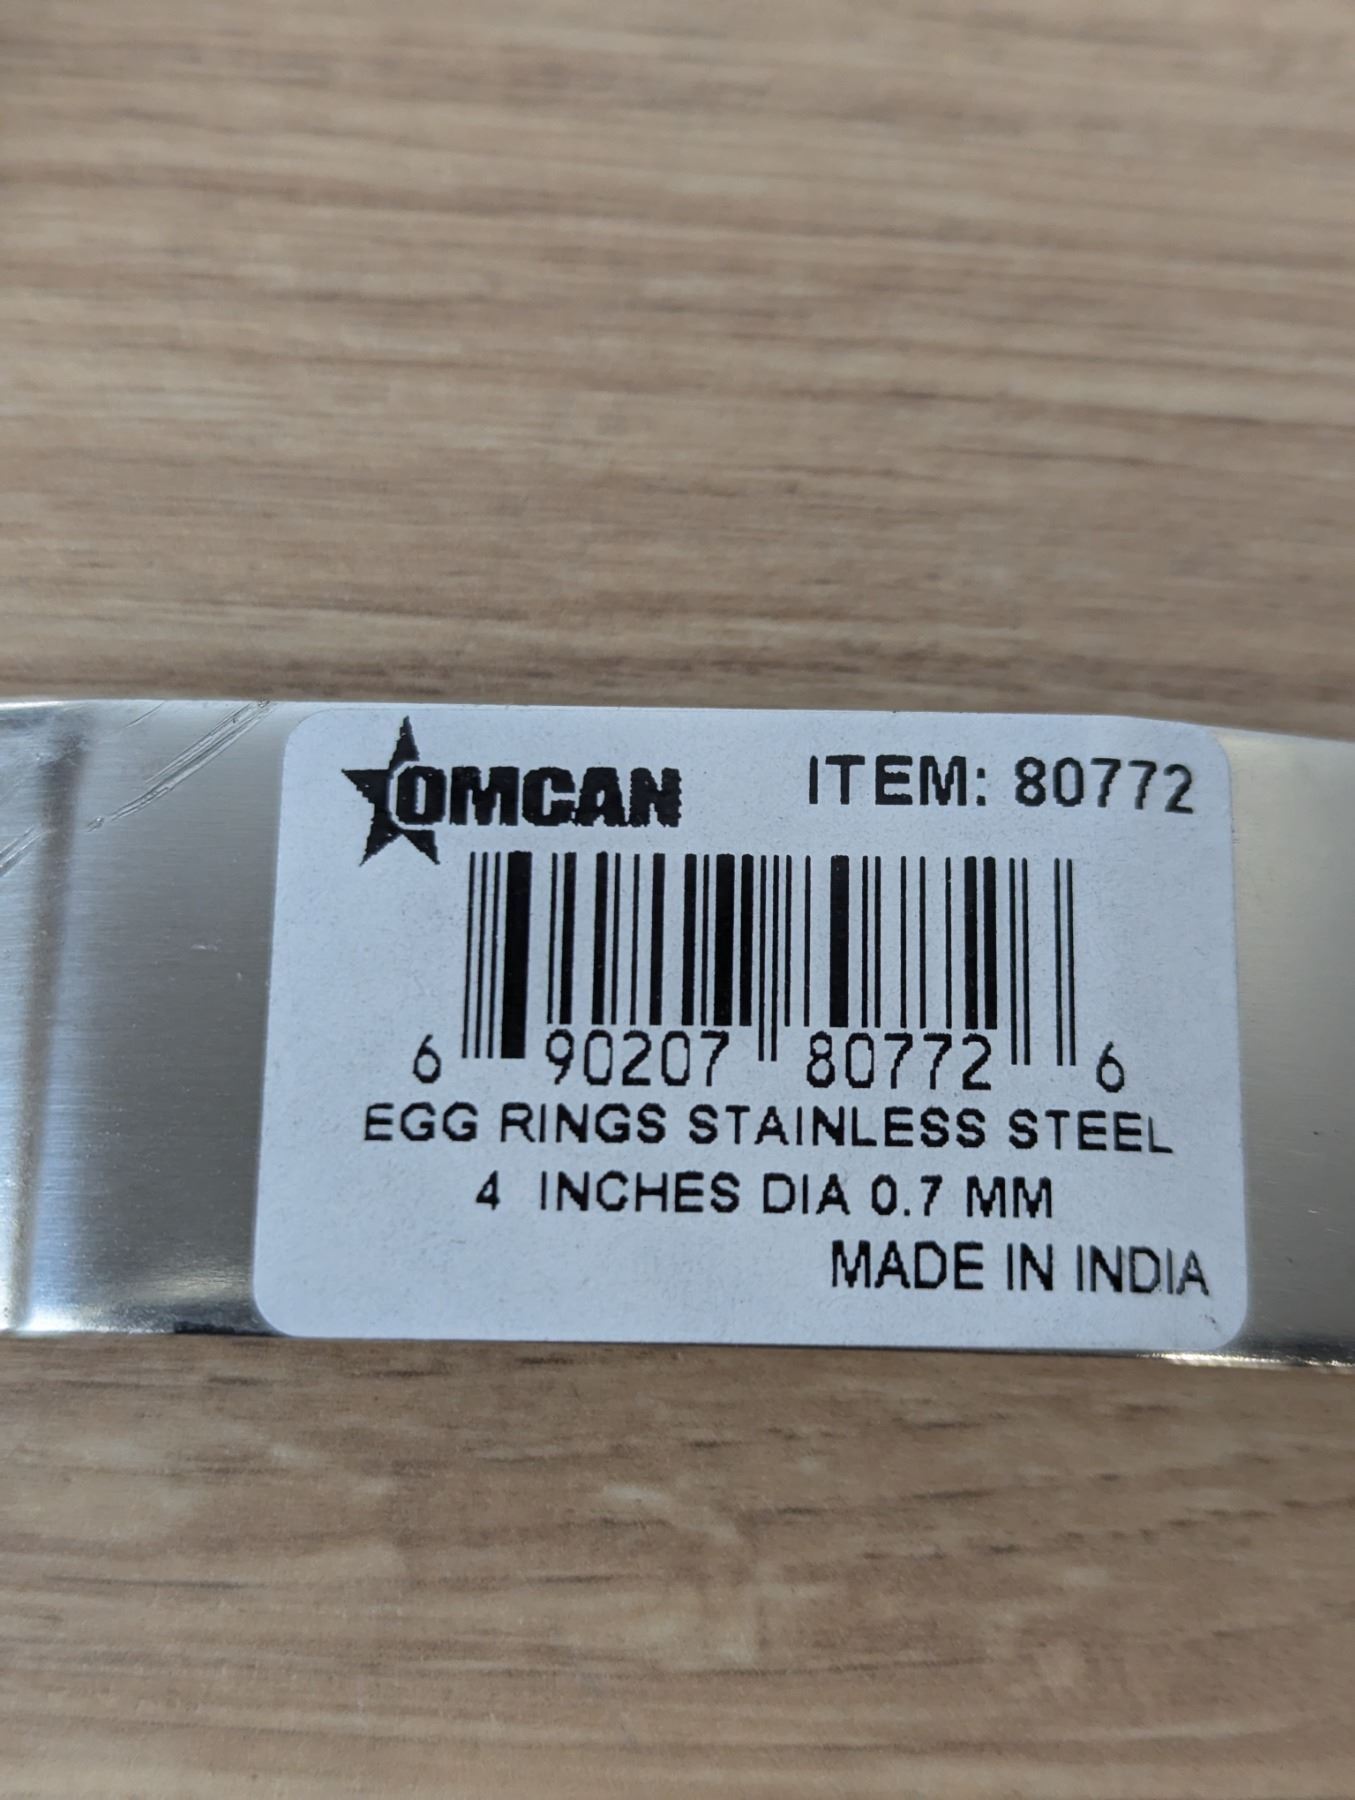 OMCAN ITEM: 80772
6 90207 80772 6
EGG RINGS STAINLESS STEEL
4 INCHES DIA 0.7 MM
MADE IN INDIA